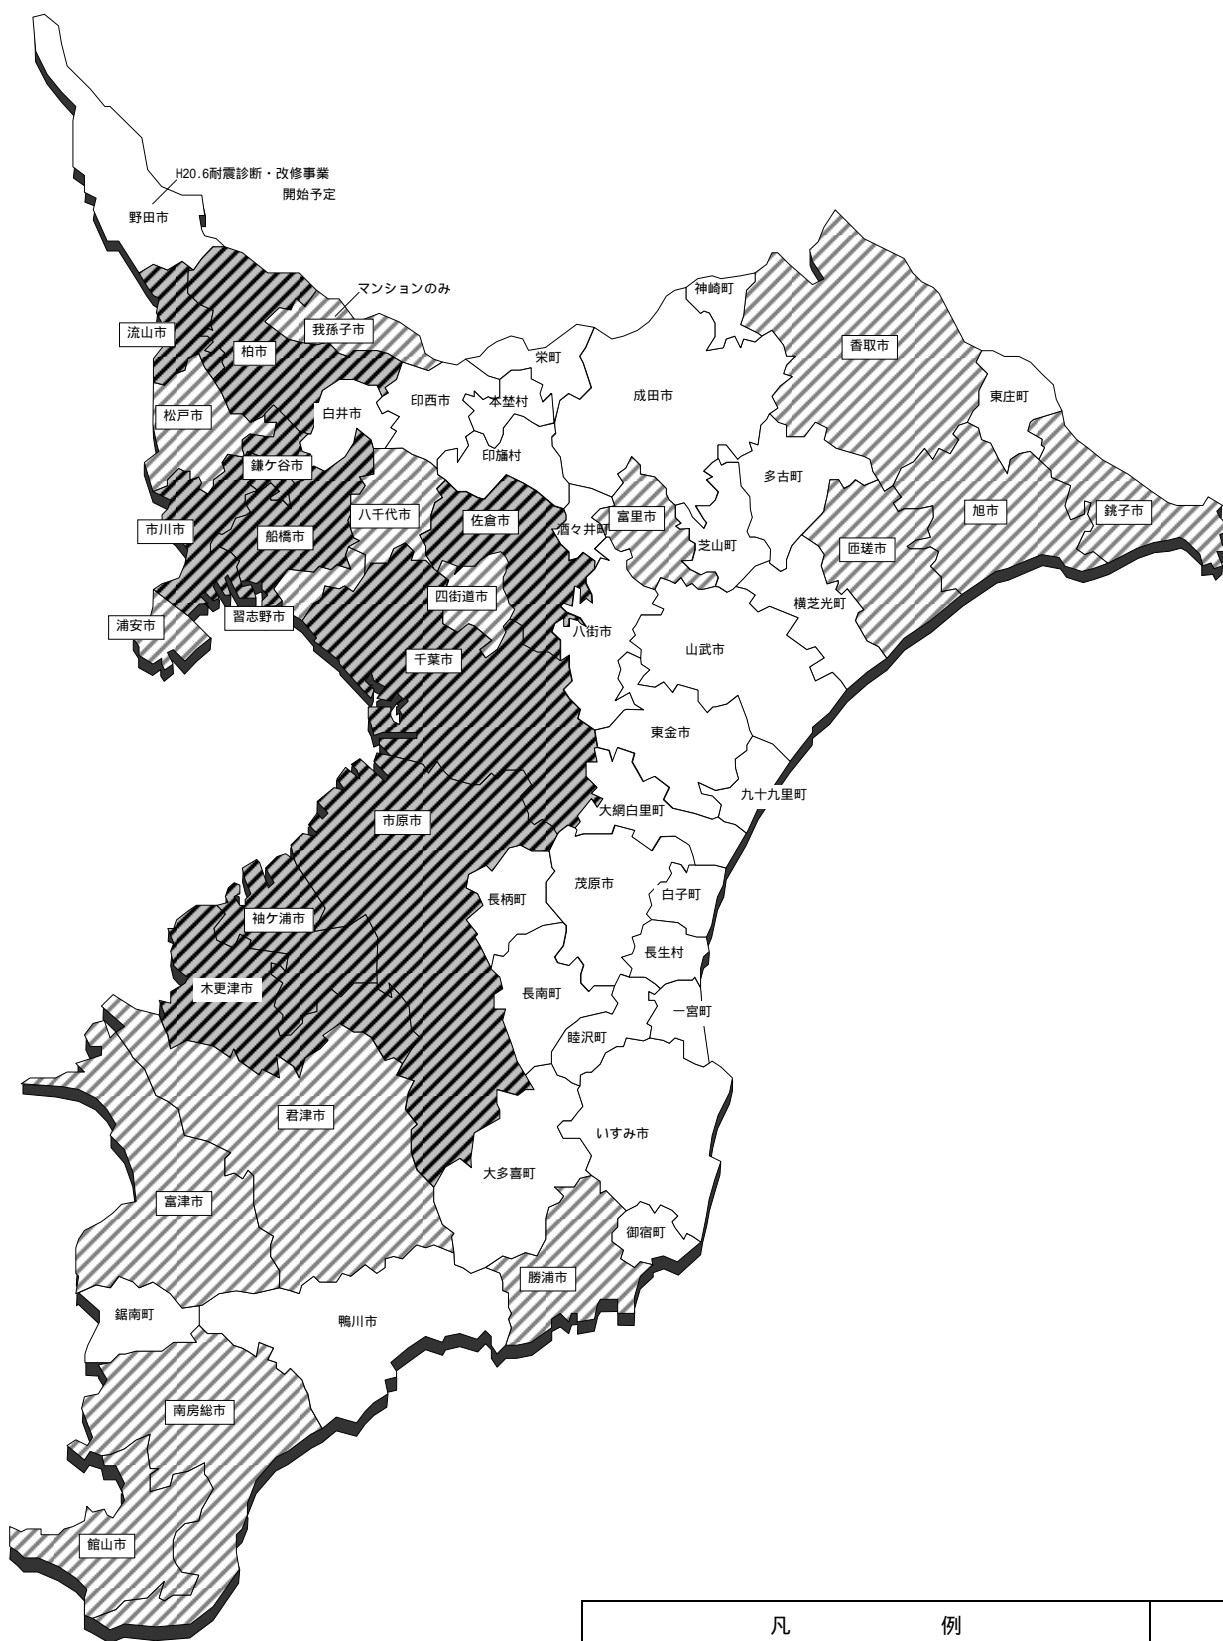 H20.6耐震診断・改修事業
開始予定
野田市
マンションのみ
神崎町
流山市
我孫子市
柏市
香取市
栄町
成田市
東庄町
印西市
本埜村
松戸市
白井市
印旛村
鎌ケ谷市
多古町
八千代市
佐倉市
富里市
旭市
銚子市
市川市
船橋市
酒々井町
芝山町
匝瑳市
四街道市
横芝光町
習志野市
浦安市
八街市
山武市
千葉市
東金市
九十九里町
大網白里町
市原市
茂原市
白子町
長柄町
袖ケ浦市
長生村
木更津市
長南町
一宮町
睦沢町
君津市
いすみ市
大多喜町
富津市
御宿町
勝浦市
鋸南町
鴨川市
南房総市
館山市
凡 例